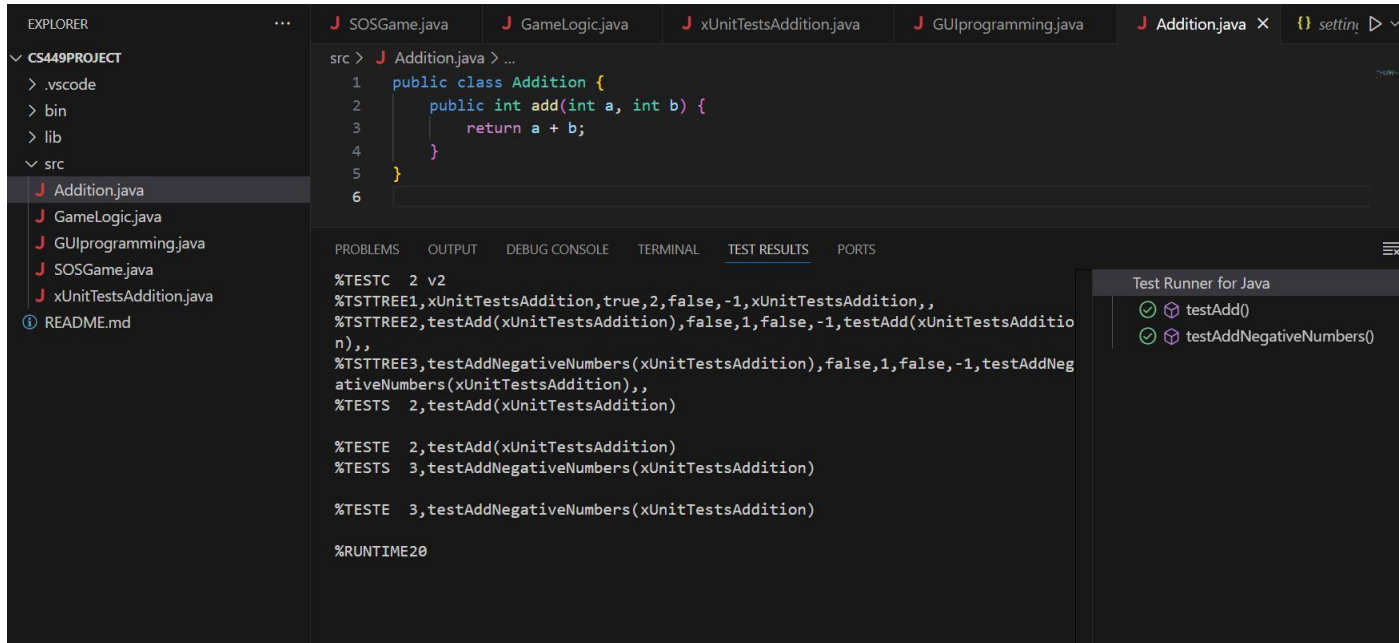 EXPLORER
CS449PROJECT
.vscode
bin
lib
src
Addition.java
GameLogic.java
GUIprogramming.java
SOSGame.java
xUnitTestsAddition.java
README.md
SOSGame.java GameLogic.java xUnitTestsAddition.java GUIprogramming.java Addition.java {}
src > Addition.java > ...
1 public class Addition {
2 public int add(int a, int b) {
3 return a + b;
4 }
5 }
6
PROBLEMS OUTPUT DEBUG CONSOLE TERMINAL TEST RESULTS PORTS
%TESTC 2 v2
%TSTTREE1,xUnitTestsAddition,true,2,false,-1,xUnitTestsAddition,,
%TSTTREE2,testAdd(xUnitTestsAddition),false,1,false,-1,testAdd(xUnitTestsAdditio
n),,
%TSTTREE3,testAddNegativeNumbers(xUnitTestsAddition),false,1,false,-1,testAddNeg
ativeNumbers(xUnitTestsAddition),,
%TESTS 2,testAdd(xUnitTestsAddition)
%TESTE 2,testAdd(xUnitTestsAddition)
%TESTS 3,testAddNegativeNumbers(xUnitTestsAddition)
%TESTE 3,testAddNegativeNumbers(xUnitTestsAddition)
%RUNTIME20
Test Runner for Java
testAdd()
testAddNegativeNumbers()